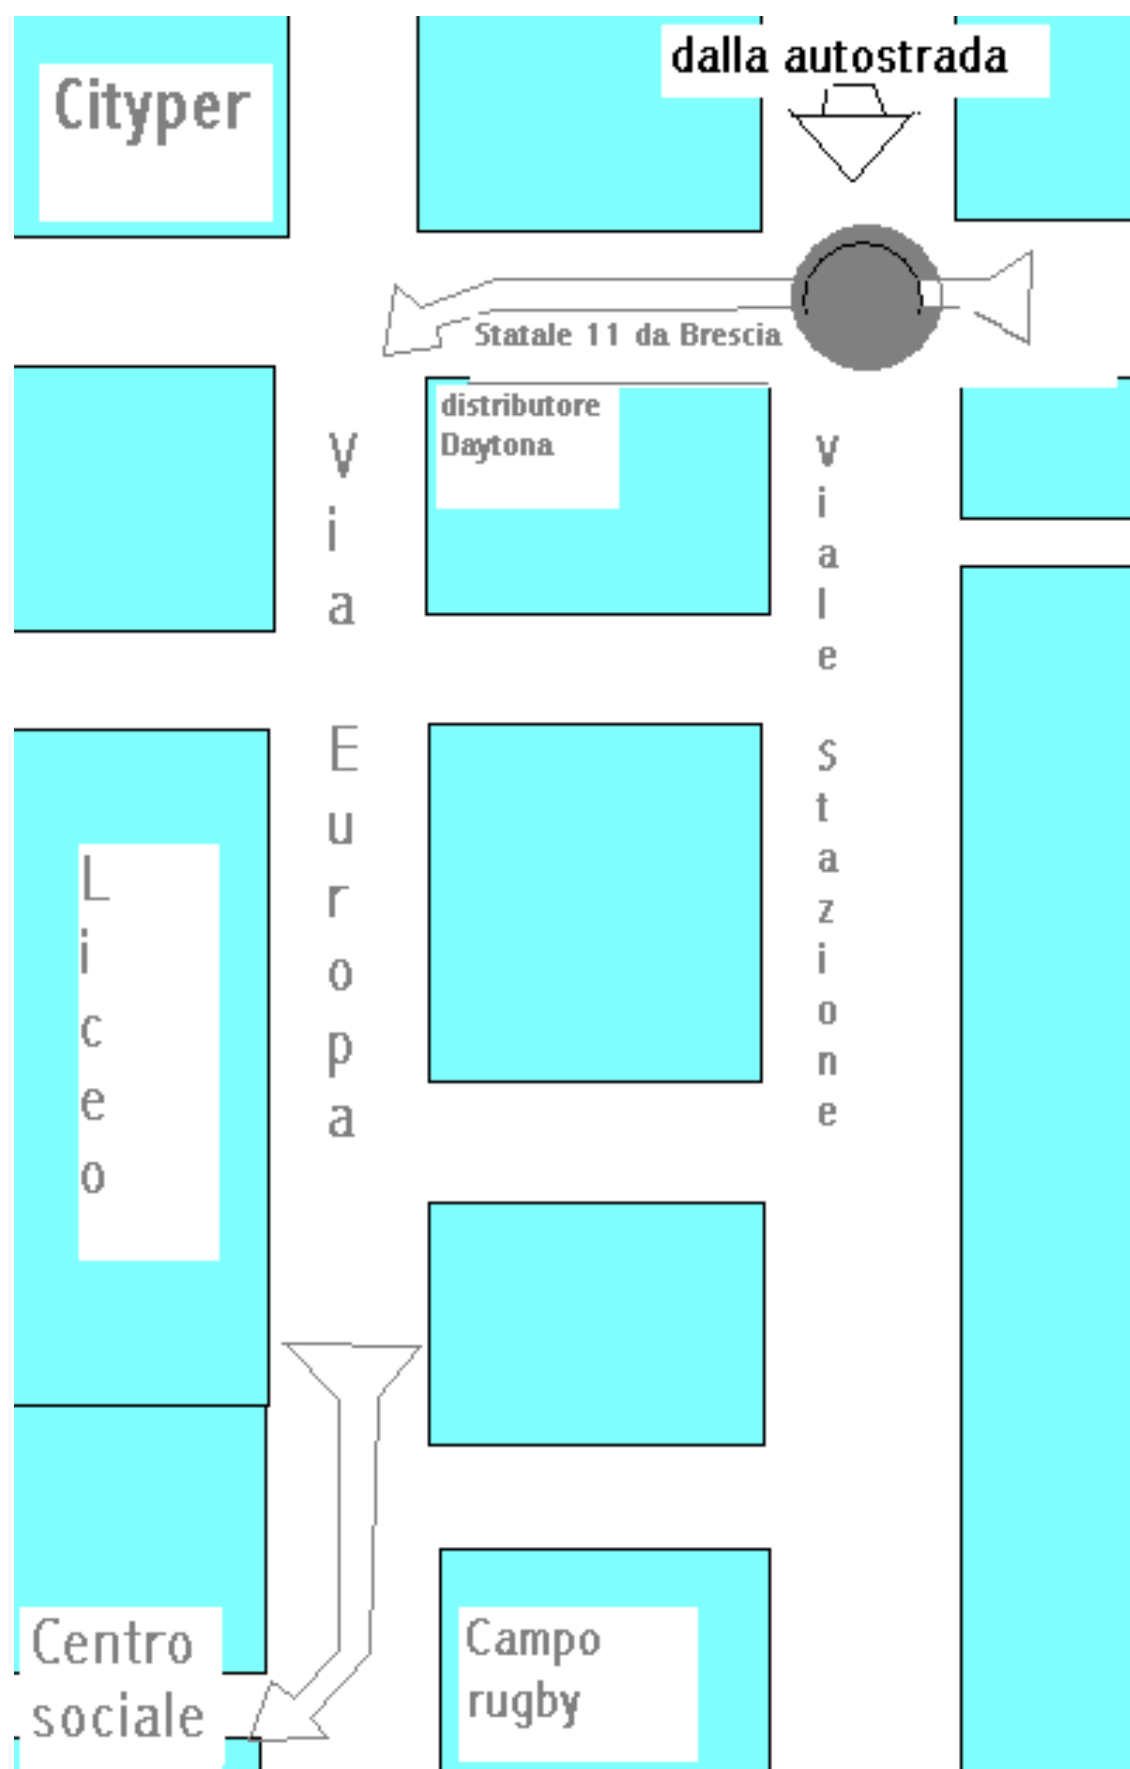 dalla autostrada
Cityper
Statale 11 da Brescia
distributore
Daytona
Via Europa
viale stazione
Liceo
Centro
sociale
Campo
rugby